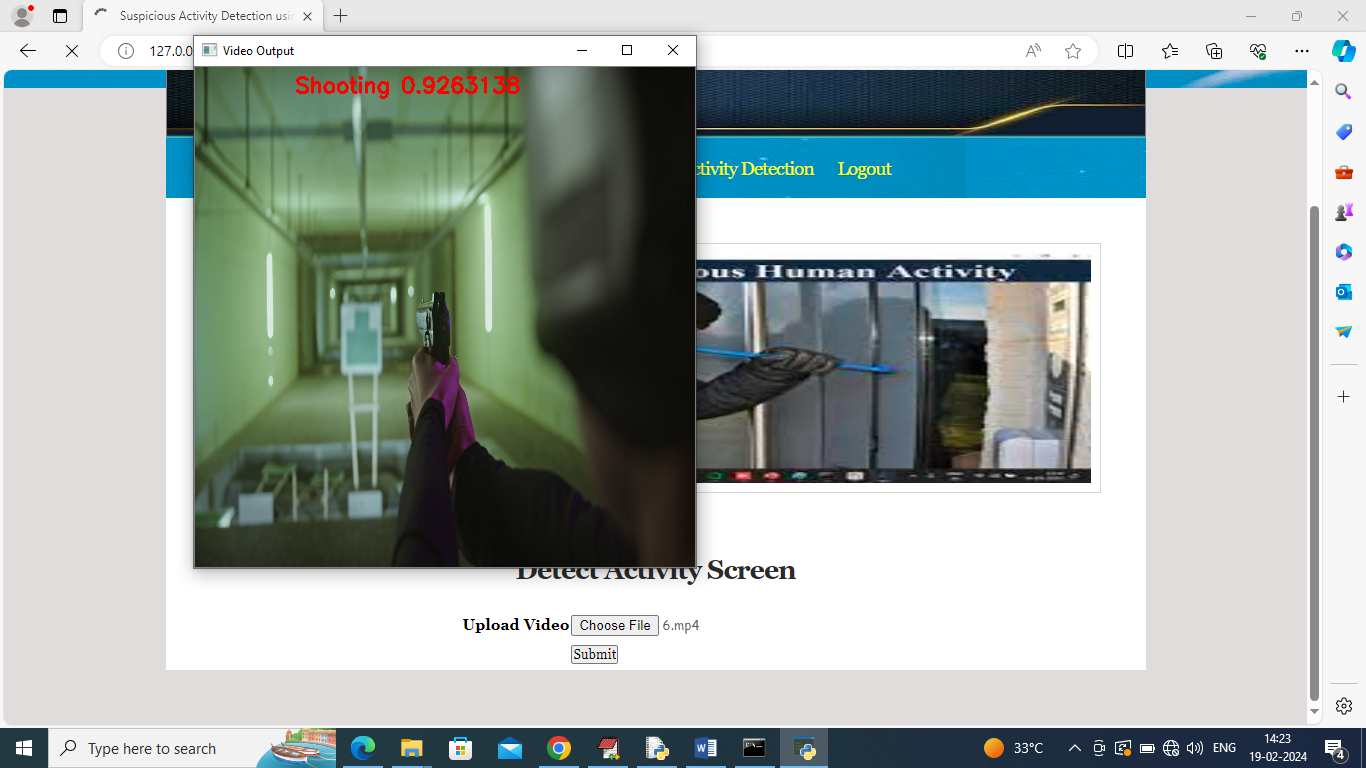 Suspicious Activity Detection usin
127.0.0
Video Output
Shooting 0.9263138
ctivity Detection Logout
ous Human Activity
Detect Activity Screen
Upload Video Choose File 6.mp4
Submit
Type here to search
33°C
ENG
14:23
19-02-2024
4